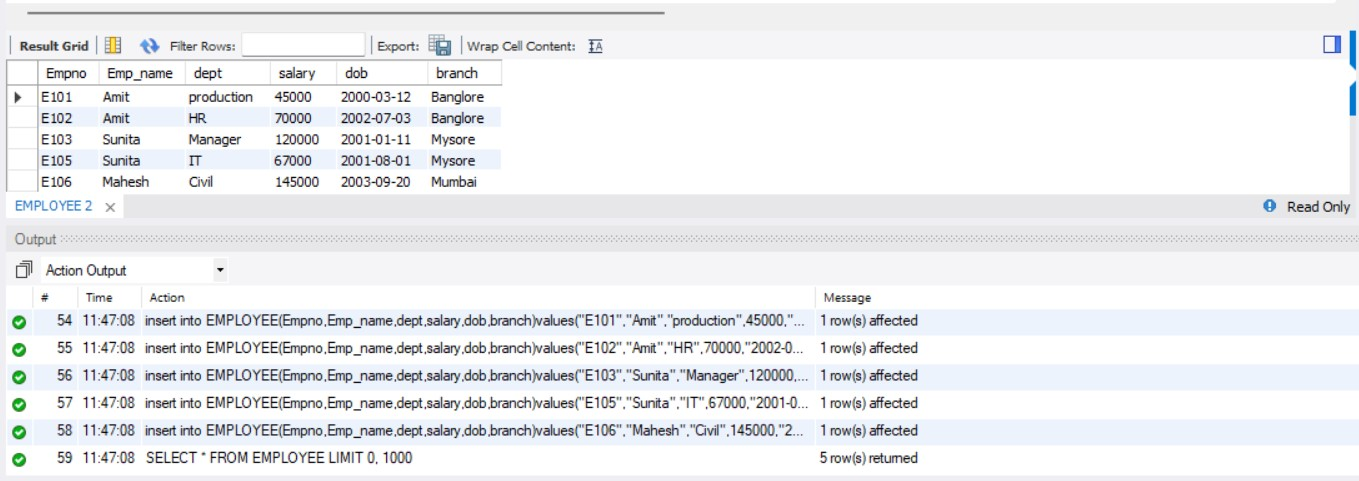 Result Grid Filter Rows: Export: Wrap Cell Content: IA
Empno Emp_name dept salary dob branch
E101 Amit production 45000 2000-03-12 Banglore
E102 Amit HR 70000 2002-07-03 Banglore
E103 Sunita Manager 120000 2001-01-11 Mysore
E105 Sunita IT 67000 2001-08-01 Mysore
E106 Mahesh Civil 145000 2003-09-20 Mumbai
EMPLOYEE 2 Read Only
Output
Action Output
# Time Action Message
54 11:47:08 insert into EMPLOYEE(Empno,Emp_name,dept,salary,dob,branch)values("E101","Amit","production",45000,"... 1 row(s) affected
55 11:47:08 insert into EMPLOYEE(Empno,Emp_name,dept,salary,dob,branch)values("E102","Amit","HR",70000,"2002-0... 1 row(s) affected
56 11:47:08 insert into EMPLOYEE(Empno,Emp_name,dept,salary,dob,branch)values("E103","Sunita","Manager",120000,... 1 row(s) affected
57 11:47:08 insert into EMPLOYEE(Empno,Emp_name,dept,salary,dob,branch)values("E105","Sunita","IT",67000,"2001-0... 1 row(s) affected
58 11:47:08 insert into EMPLOYEE(Empno,Emp_name,dept,salary,dob,branch)values("E106","Mahesh","Civil",145000,"2... 1 row(s) affected
59 11:47:08 SELECT * FROM EMPLOYEE LIMIT 0, 1000 5 row(s) returned